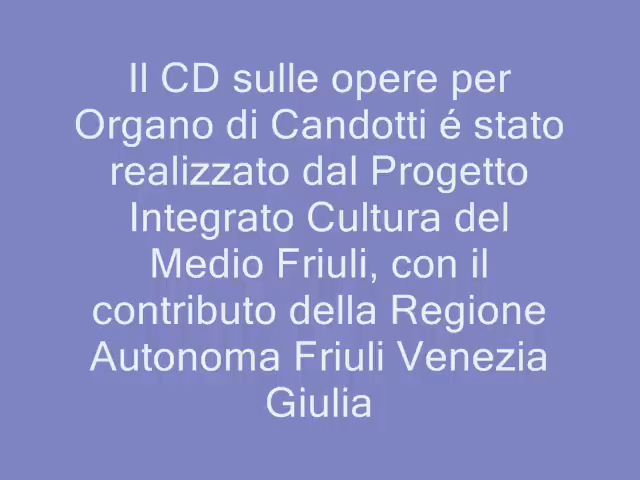 Il CD sulle opere per
Organo di Candotti é stato
realizzato dal Progetto
Integrato Cultura del
Medio Friuli, con il
contributo della Regione
Autonoma Friuli Venezia
Giulia